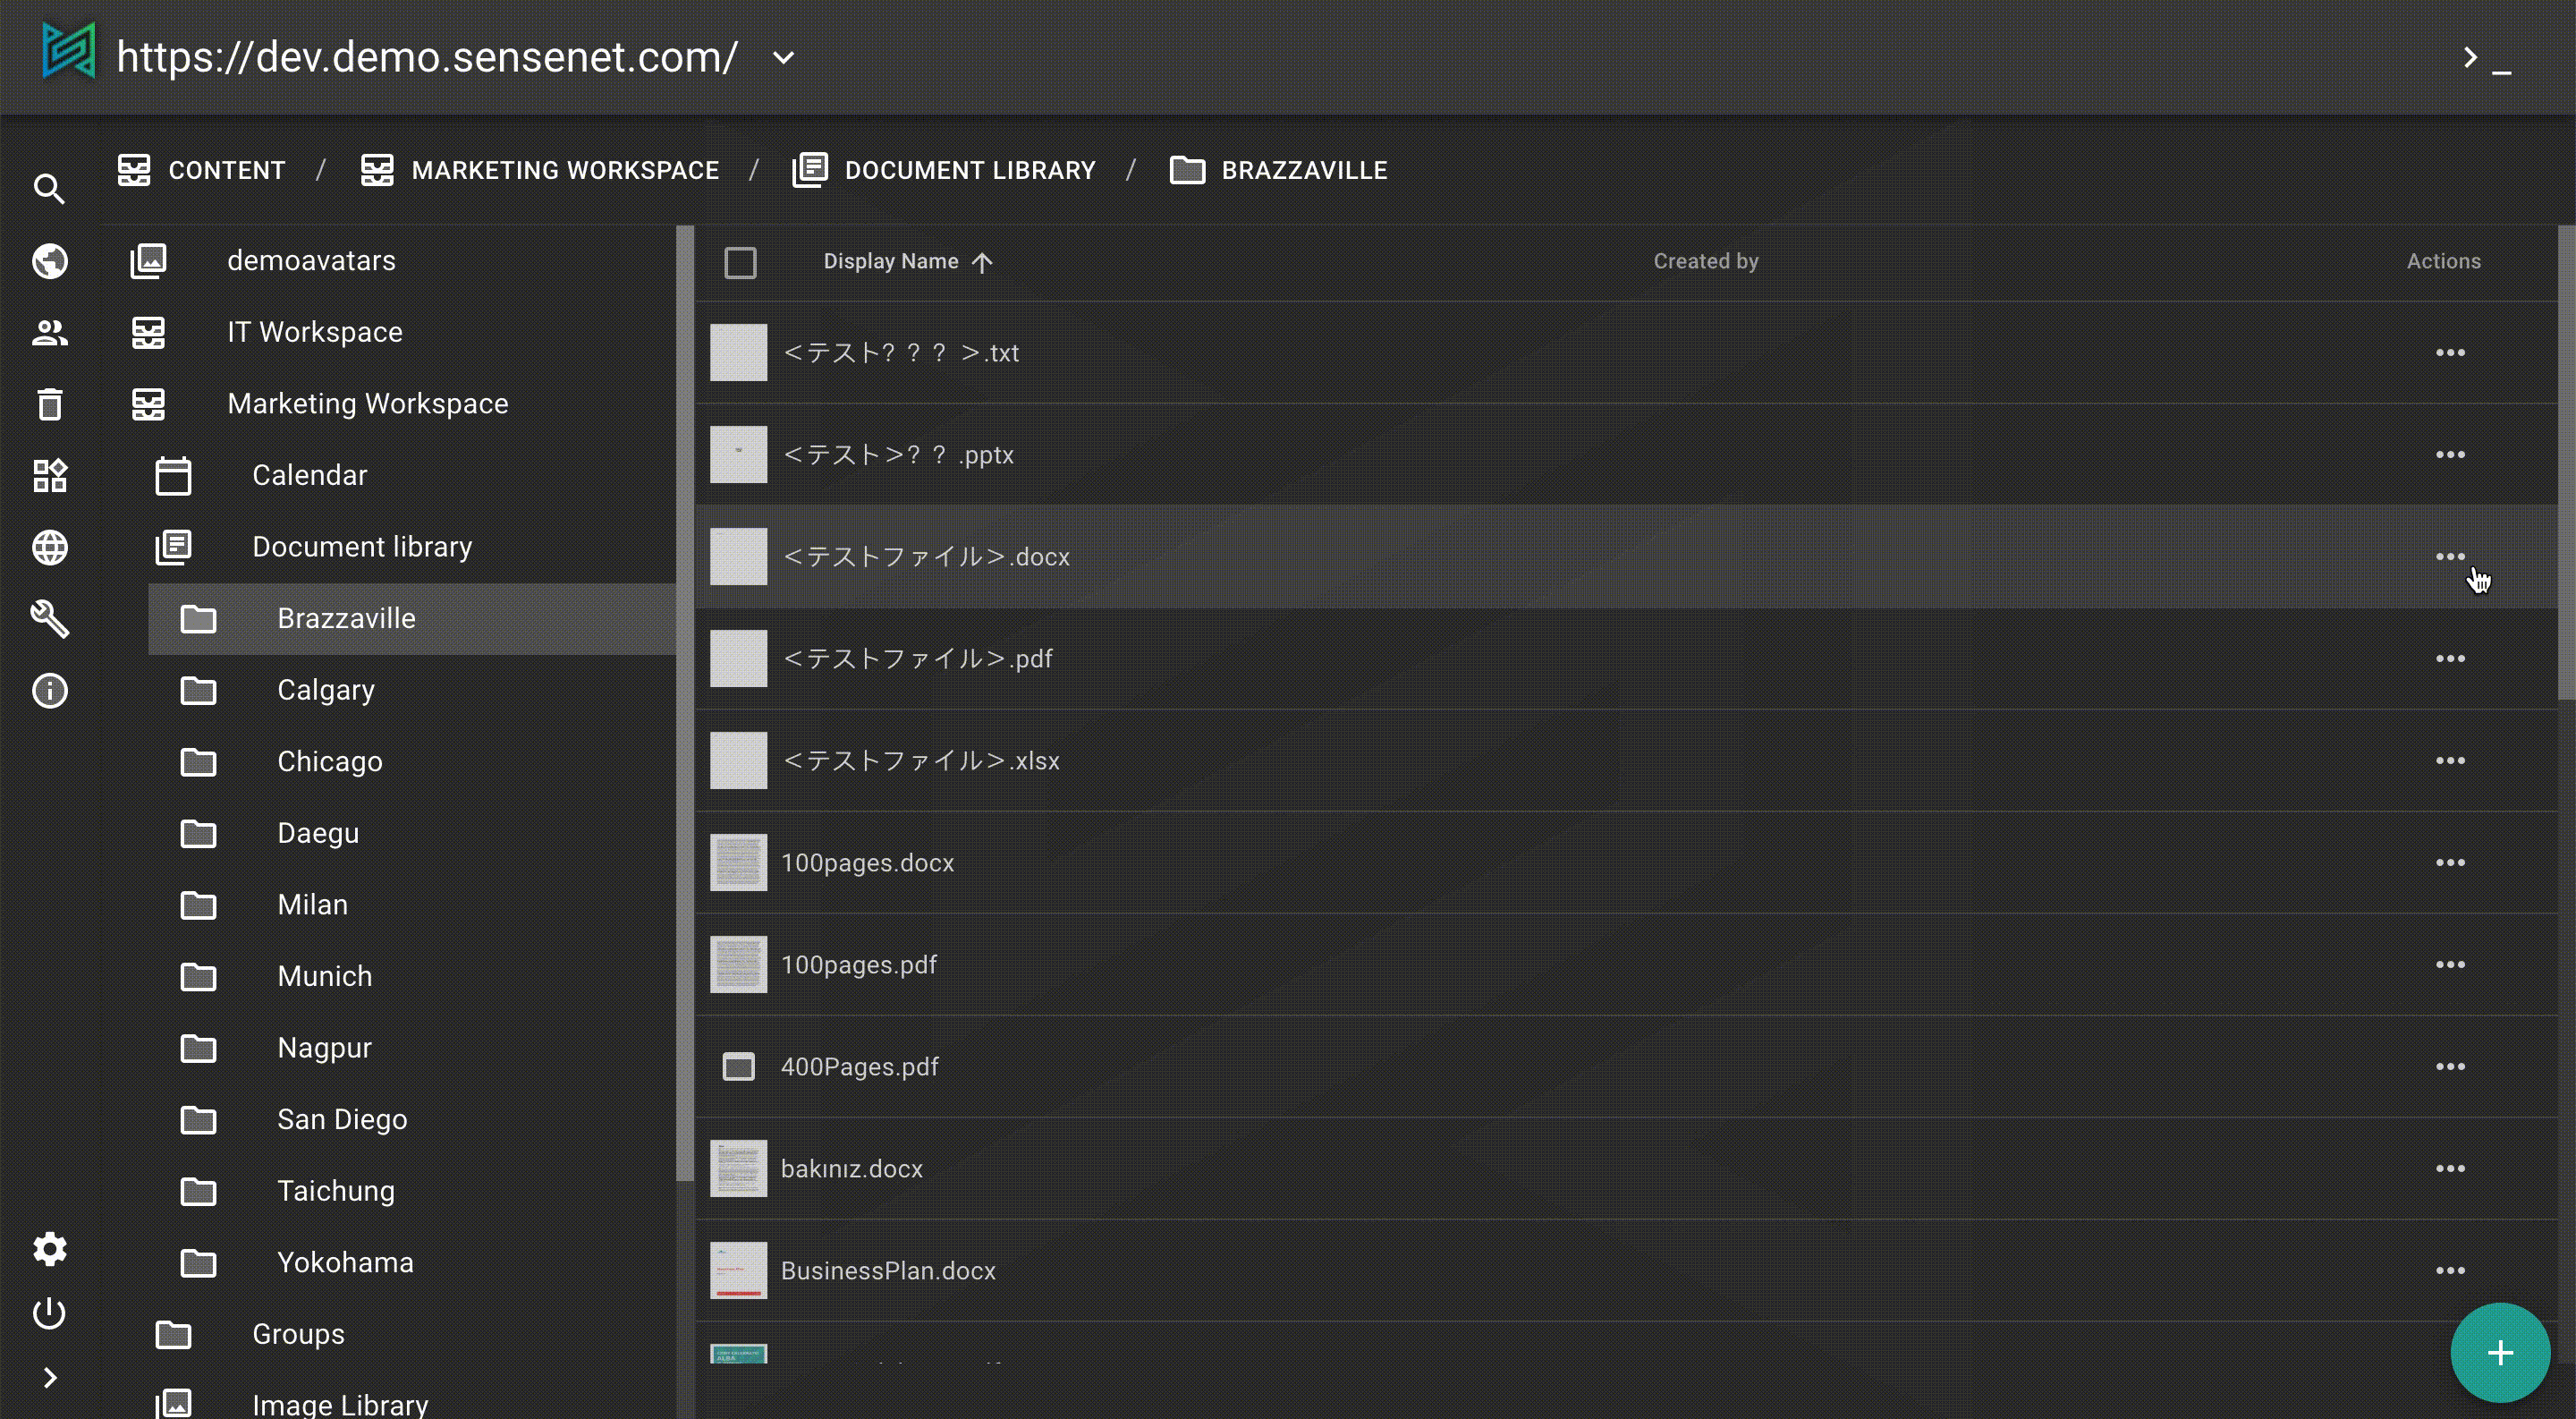 https://dev.demo.sensenet.com/
CONTENT / MARKETING WORKSPACE / DOCUMENT LIBRARY / BRAZZAVILLE
demoavatars
IT Workspace
Marketing Workspace
Calendar
Document library
Brazzaville
Calgary
Chicago
Daegu
Milan
Munich
Nagpur
San Diego
Taichung
Yokohama
Groups
Image Library
Display Name
Created by
Actions
＜テスト？？？＞.txt
＜テスト＞？？.pptx
＜テストファイル＞.docx
＜テストファイル＞.pdf
＜テストファイル＞.xlsx
100pages.docx
100pages.pdf
400Pages.pdf
bakınız.docx
BusinessPlan.docx